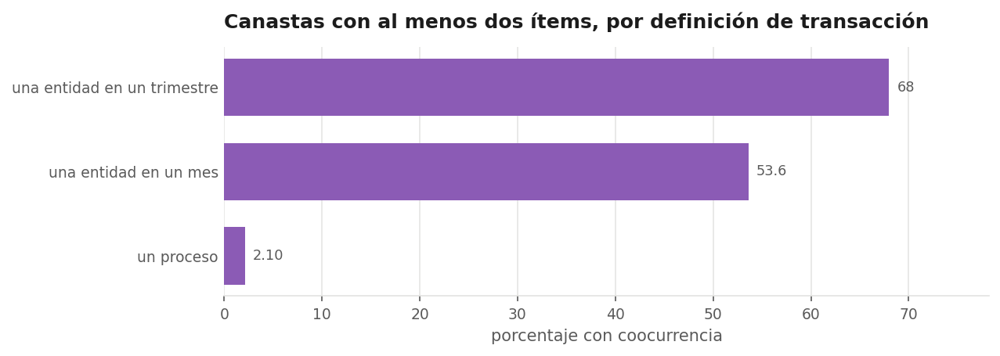 Canastas con al menos dos ítems, por definición de transacción
una entidad en un trimestre
68
una entidad en un mes
53.6
un proceso
2.10
0 10 20 30 40 50 60 70
porcentaje con coocurrencia